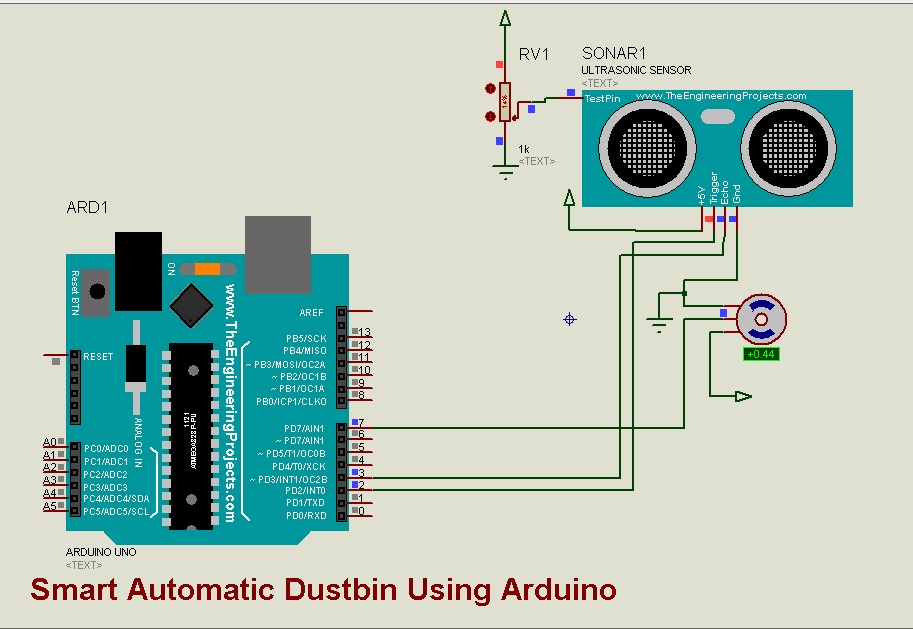 RV1
1k
<TEXT>
SONAR1
ULTRASONIC SENSOR
<TEXT>
TestPin
www.TheEngineeringProjects.com
+5V
Trigger
Echo
Gnd
+0.44
ARD1
Reset BTN
ON
www.TheEngineeringProjects.com
ANALOG IN
1121
RESET
AREF
PB5/SCK 13
PB4/MISO 12
~ PB3/MOSI/OC2A 11
~ PB2/OC1B 10
~ PB1/OC1A 9
PB0/ICP1/CLKO 8
PD7/AIN1 7
~ PD7/AIN1 6
~ PD5/T1/OC0B 5
PD4/T0/XCK 4
~ PD3/INT1/OC2B 3
PD2/INT0 2
PD1/TXD 1
PD0/RXD 0
A0 PC0/ADC0
A1 PC1/ADC1
A2 PC2/ADC2
A3 PC3/ADC3
A4 PC4/ADC4/SDA
A5 PC5/ADC5/SCL
ARDUINO UNO
<TEXT>
Smart Automatic Dustbin Using Arduino